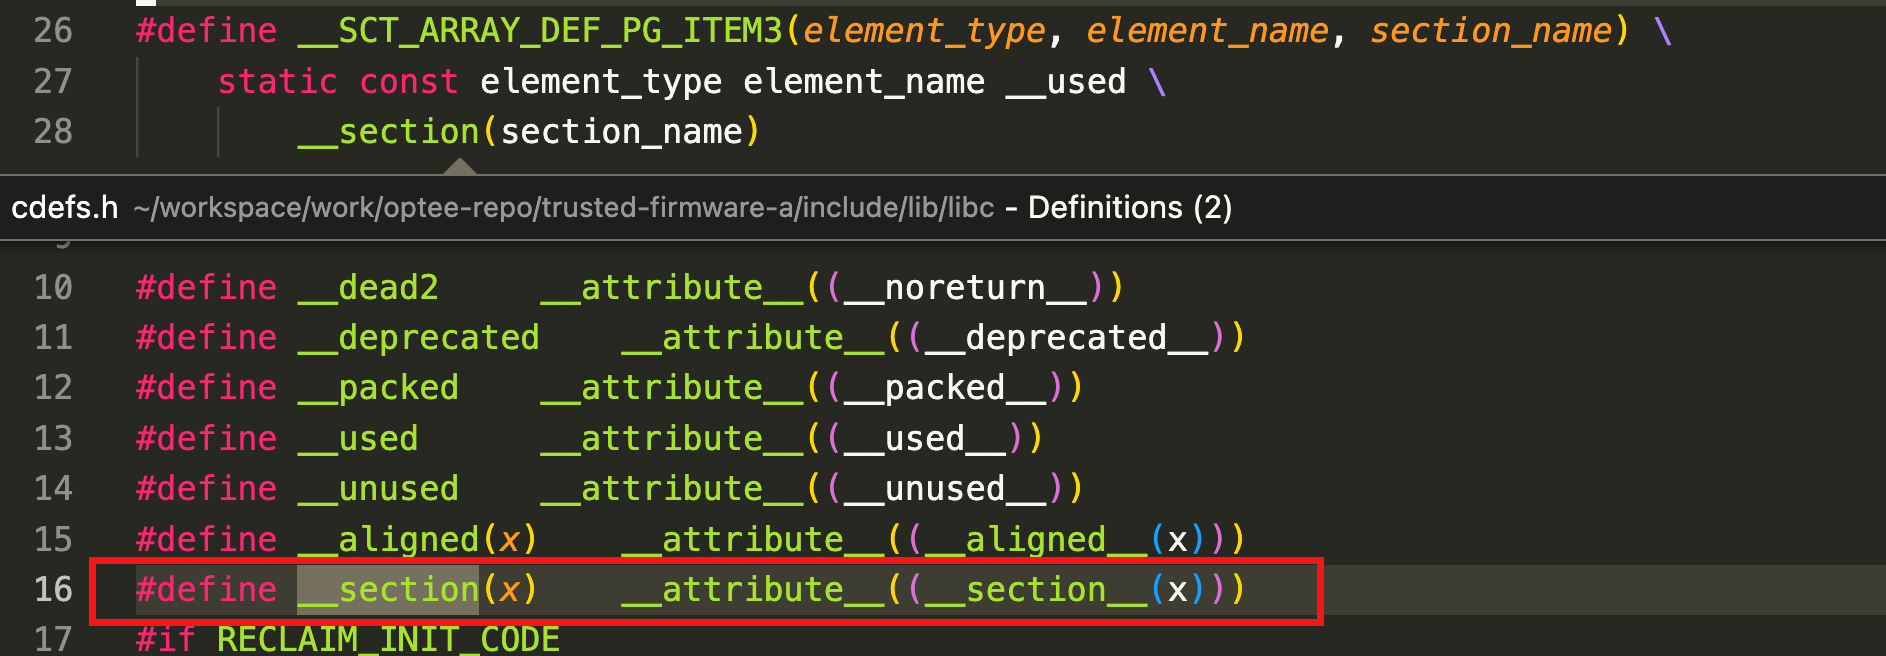 26 #define __SCT_ARRAY_DEF_PG_ITEM3(element_type, element_name, section_name) \
27 static const element_type element_name __used \
28 __section(section_name)
cdefs.h ~/workspace/work/optee-repo/trusted-firmware-a/include/lib/libc - Definitions (2)
10 #define __dead2 __attribute__((__noreturn__))
11 #define __deprecated __attribute__((__deprecated__))
12 #define __packed __attribute__((__packed__))
13 #define __used __attribute__((__used__))
14 #define __unused __attribute__((__unused__))
15 #define __aligned(x) __attribute__((__aligned__(x)))
16 #define __section(x) __attribute__((__section__(x)))
17 #if RECLAIM_INIT_CODE